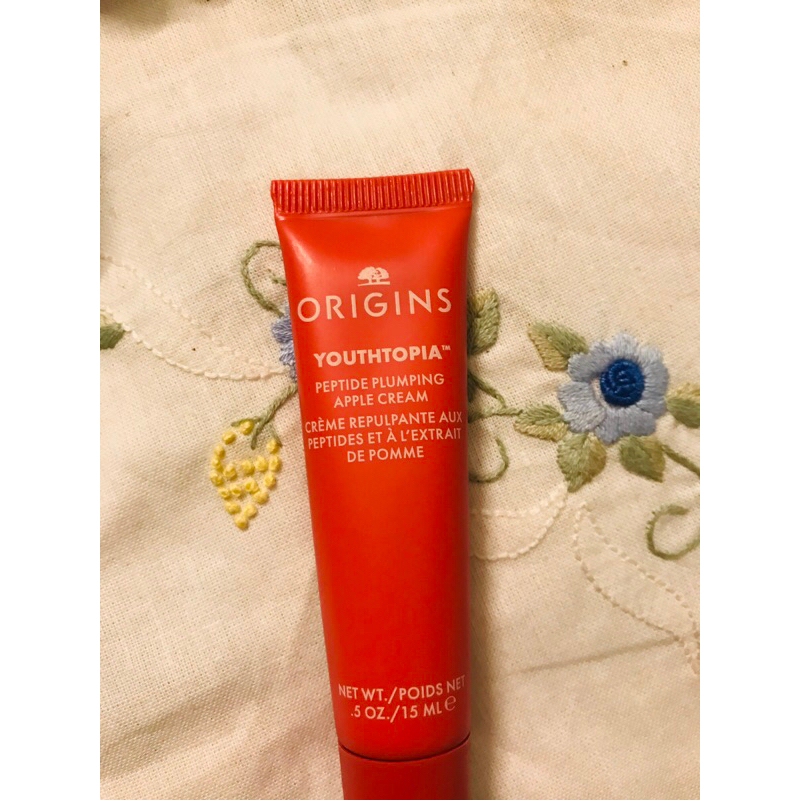 ORIGINS
YOUTHTOPIA™
PEPTIDE PLUMPING
APPLE CREAM
CRÈME REPULPANTE AUX
PEPTIDES ET À L'EXTRAIT
DE POMME
NET WT./POIDS NET
.5 OZ./15 ML ℮